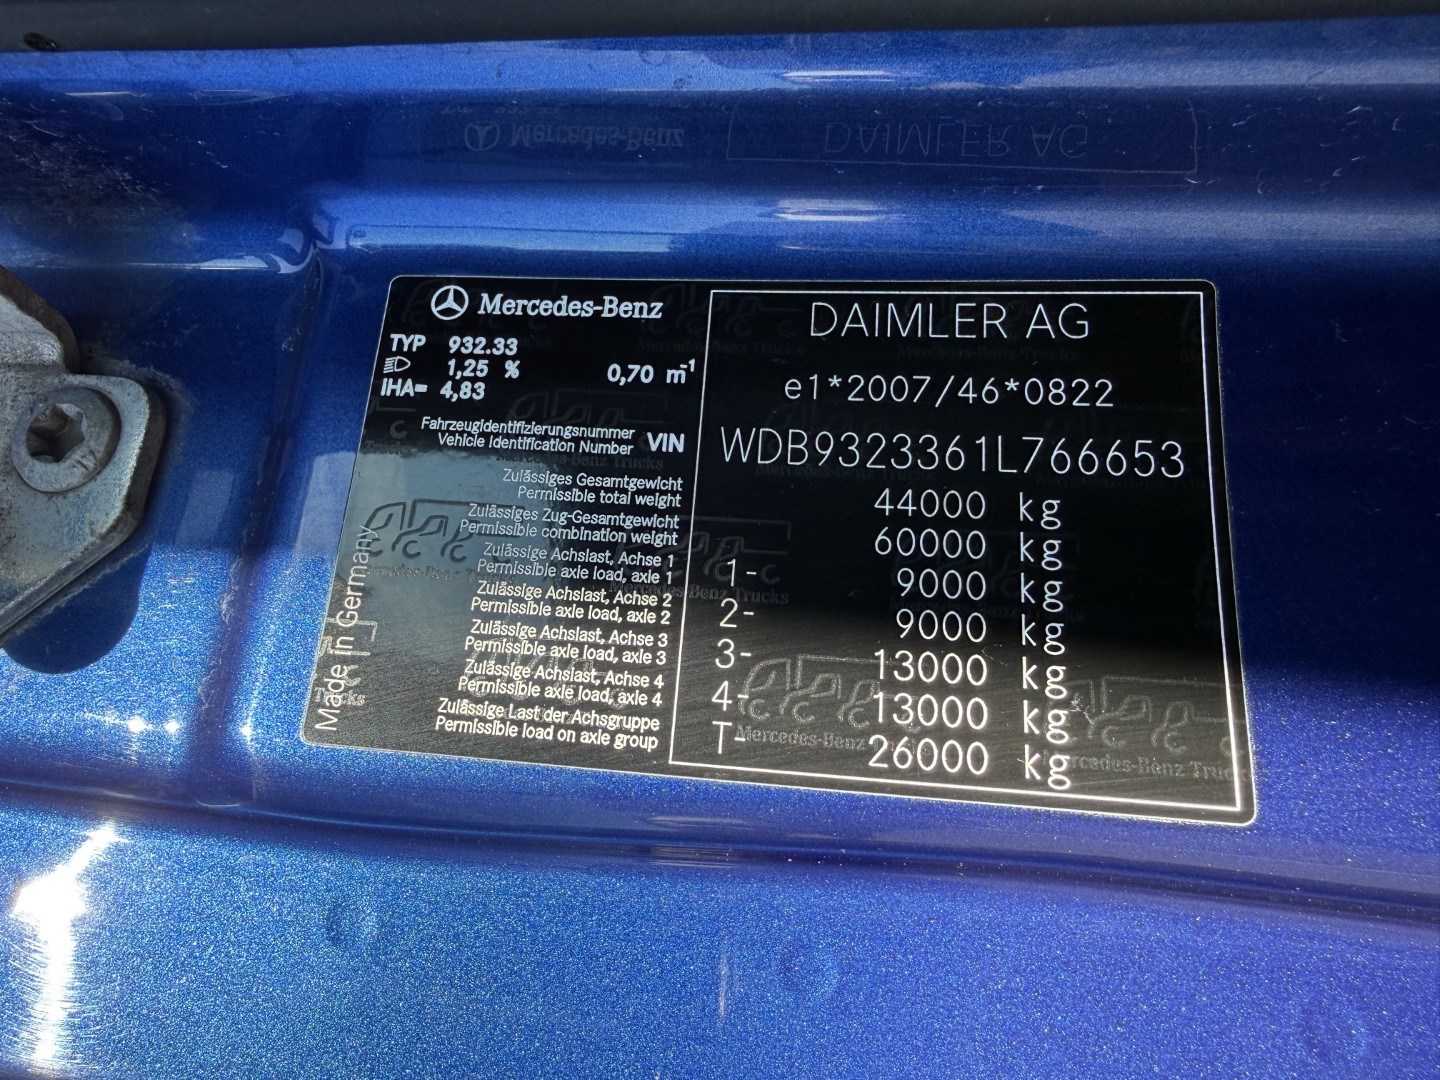 Mercedes-Benz
TYP 932.33
1,25 % 0,70 m⁻¹
IHA= 4,83
Fahrzeugidentifizierungsnummer
Vehicle Identification Number VIN
Zulässiges Gesamtgewicht
Permissible total weight
Zulässiges Zug-Gesamtgewicht
Permissible combination weight
Zulässige Achslast, Achse 1
Permissible axle load, axle 1
Zulässige Achslast, Achse 2
Permissible axle load, axle 2
Zulässige Achslast, Achse 3
Permissible axle load, axle 3
Zulässige Achslast, Achse 4
Permissible axle load, axle 4
Zulässige Last der Achsgruppe
Permissible load on axle group
Made in Germany
DAIMLER AG
e1*2007/46*0822
WDB9323361L766653
44000 kg
60000 kg
1- 9000 kg
2- 9000 kg
3- 13000 kg
4- 13000 kg
T- 26000 kg
Mercedes-Benz Trucks